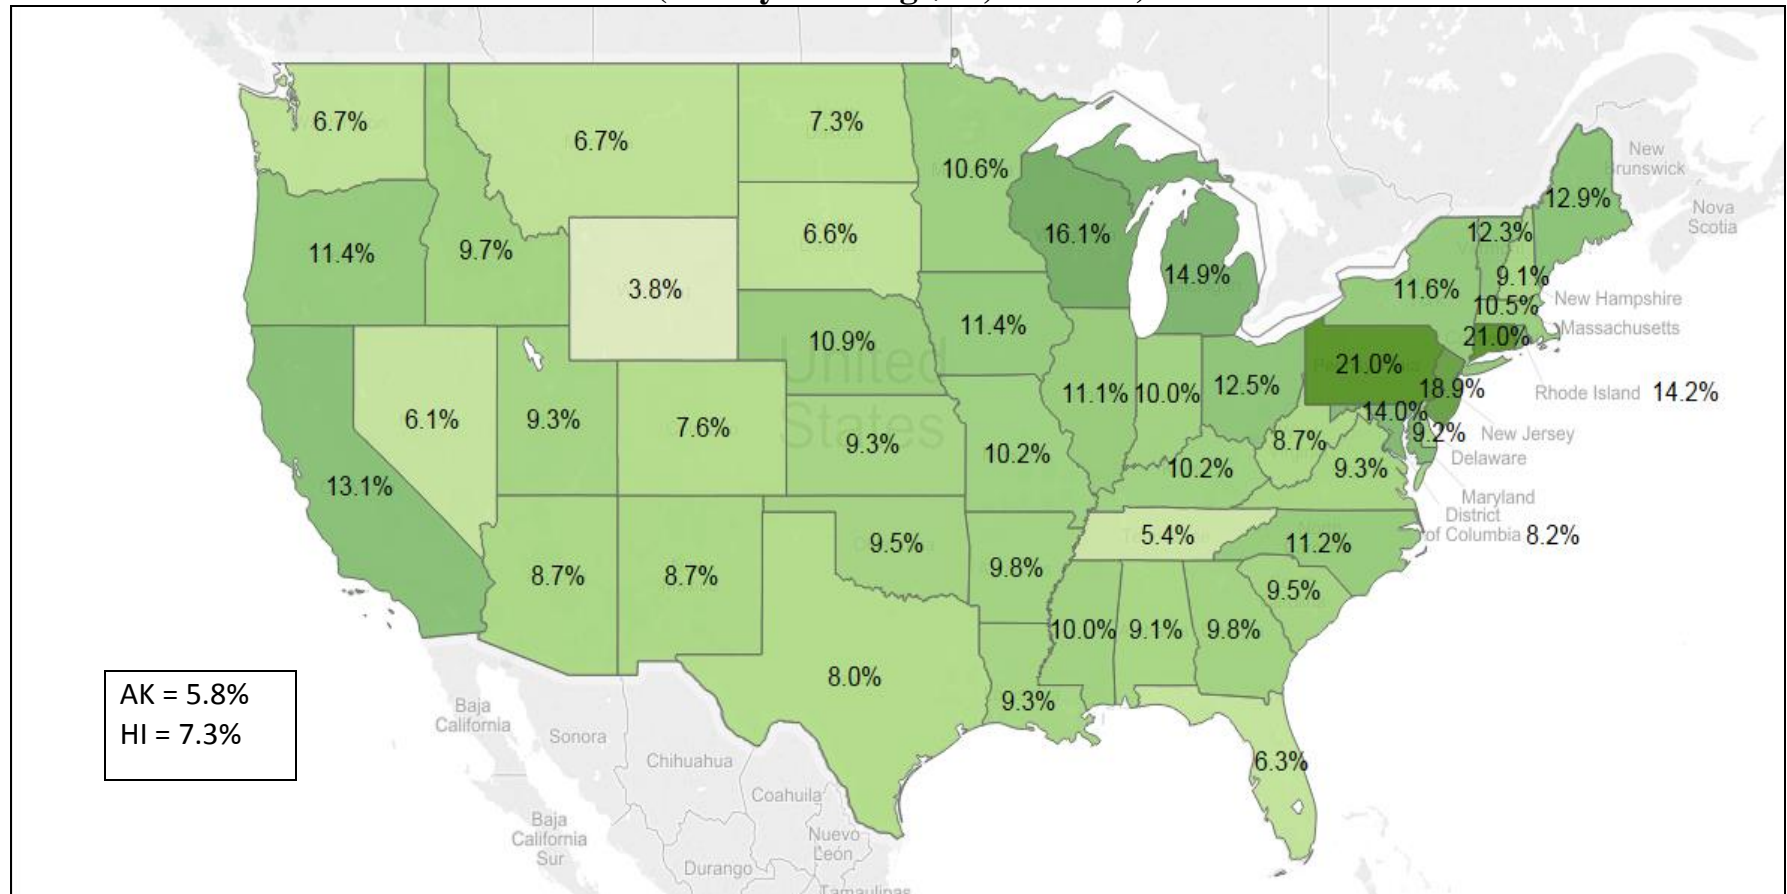 6.7%
6.7%
7.3%
10.6%
New
Brunswick
12.9%
Nova
Scotia
11.4%
9.7%
3.8%
6.6%
16.1%
14.9%
12.3%
9.1%
11.6%
10.5%
New Hampshire
Massachusetts
21.0%
10.9%
11.4%
United
States
21.0%
18.9%
Rhode Island 14.2%
6.1%
9.3%
7.6%
9.3%
11.1%
10.0%
12.5%
14.0%
9.2%
New Jersey
Delaware
8.7%
9.3%
10.2%
10.2%
13.1%
Maryland
District
of Columbia 8.2%
9.5%
5.4%
11.2%
8.7%
8.7%
9.8%
9.5%
10.0%
9.1%
9.8%
8.0%
9.3%
6.3%
AK = 5.8%
HI = 7.3%
Baja
California
Sonora
Chihuahua
Coahuila
Baja
California
Sur
Nuevo
León
Durango
Tamaulipas